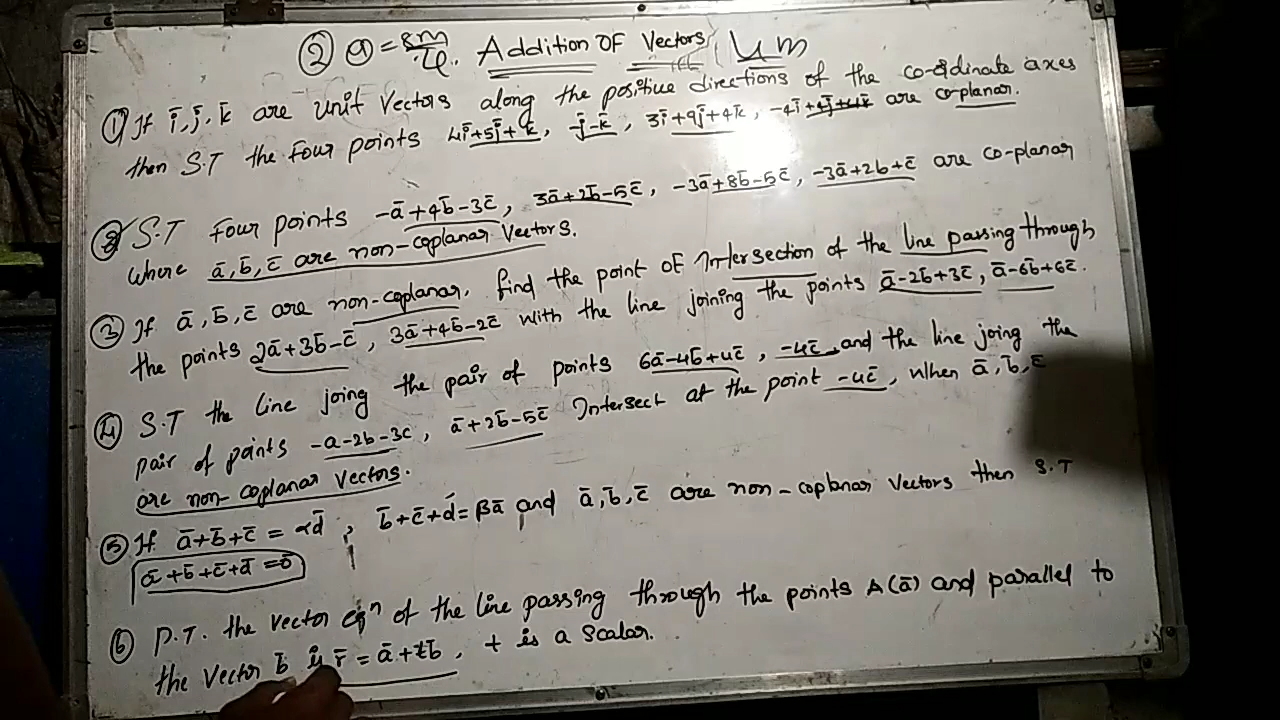 ② Addition OF Vectors 4m
① If ī, j̄, k̄ are unit vectors along the positive directions of the co-ordinate axes
then S.T the Four points 4ī+5j̄+k̄, -j̄-k̄, 3ī+9j̄+4k̄, -4ī+4j̄+4k̄ are co-planar.
② S.T Four points -ā+4b̄-3c̄, 3ā+2b̄-5c̄, -3ā+8b̄-5c̄, -3ā+2b+c̄ are co-planar
where ā, b̄, c̄ are non-coplanar vectors.
③ If ā, b̄, c̄ are non-coplanar. find the point of Intersection of the line passing through
the points 2ā+3b̄-c̄, 3ā+4b̄-2c̄ with the line joining the points ā-2b̄+3c̄, ā-6b̄+6c̄.
④ S.T the line joing the pair of points 6ā-4b̄+4c̄, -4c̄ and the line joing the
pair of points -a-2b-3c, ā+2b̄-5c̄ Intersect at the point -4c̄, when ā, b̄, c̄
are non-coplanar vectors.
⑤ If ā+b̄+c̄ = αd̄, b̄+c̄+d̄=βā and ā, b̄, c̄ are non-coplanar vectors then S.T
ā+b̄+c̄+d̄=ō
⑥ P.T. the vector eqⁿ of the line passing through the points A(ā) and parallel to
the vector b̄ is r̄ = ā+tb̄, t is a scalar.